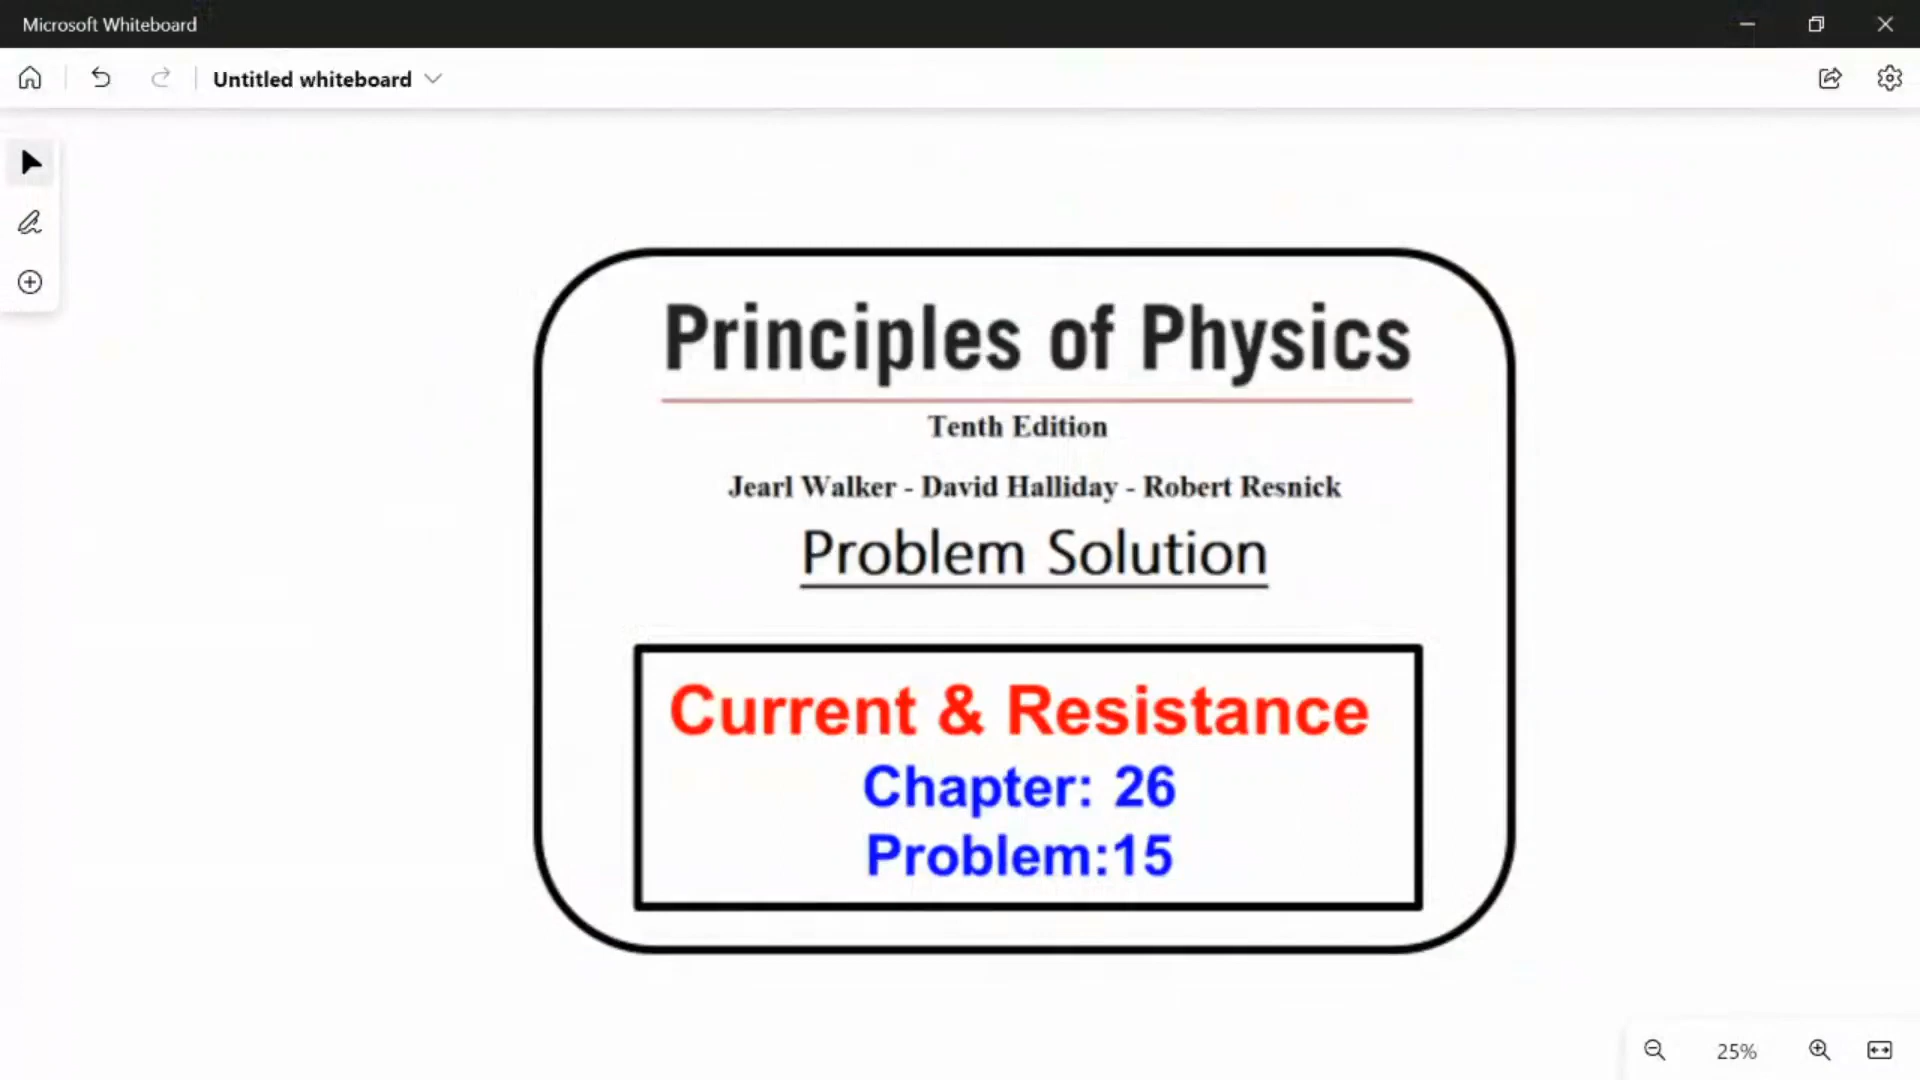 Microsoft Whiteboard
Untitled whiteboard
Principles of Physics
Tenth Edition
Jearl Walker - David Halliday - Robert Resnick
Problem Solution
Current & Resistance
Chapter: 26
Problem:15
25%